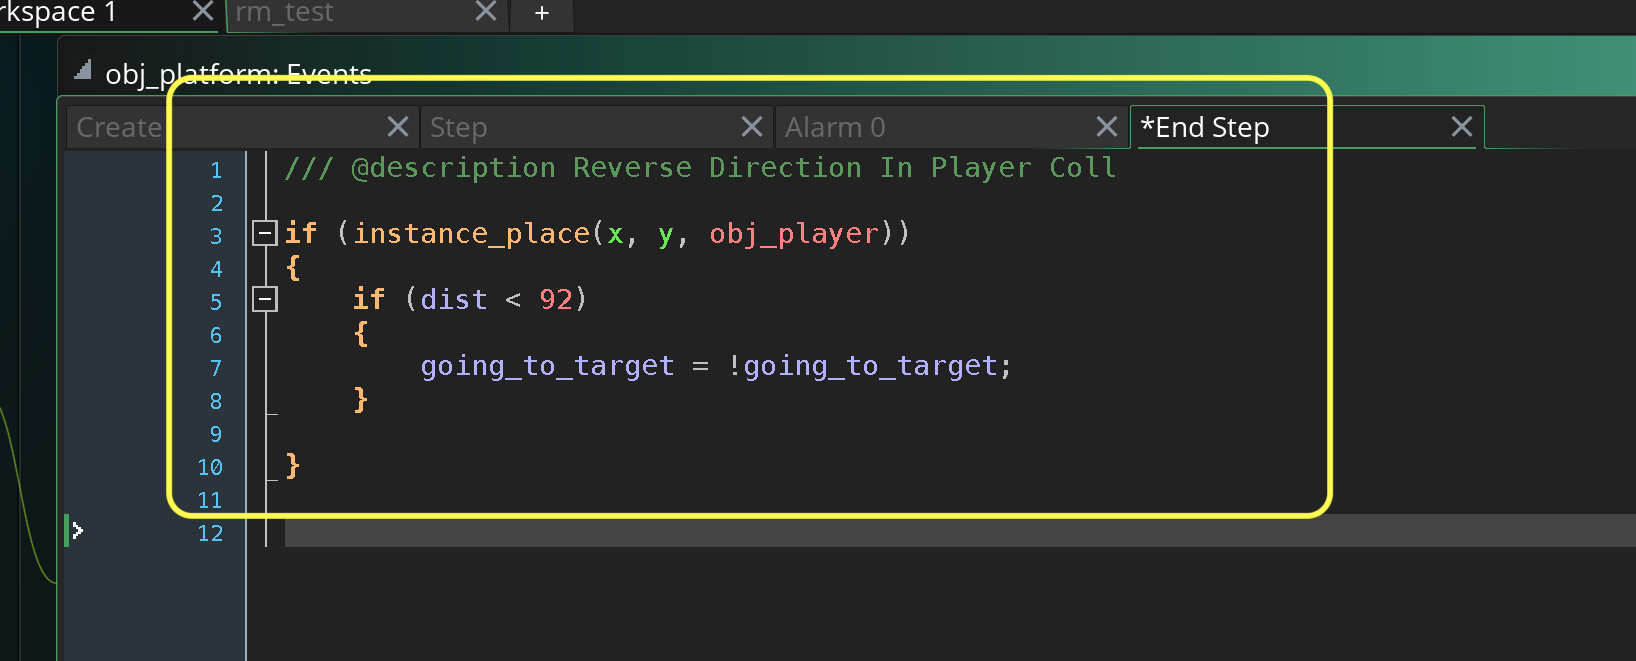 rkspace 1 rm_test +
obj_platform: Events
Create Step Alarm 0 *End Step
1 /// @description Reverse Direction In Player Coll
2
3 if (instance_place(x, y, obj_player))
4 {
5 if (dist < 92)
6 {
7 going_to_target = !going_to_target;
8 }
9
10 }
11
12